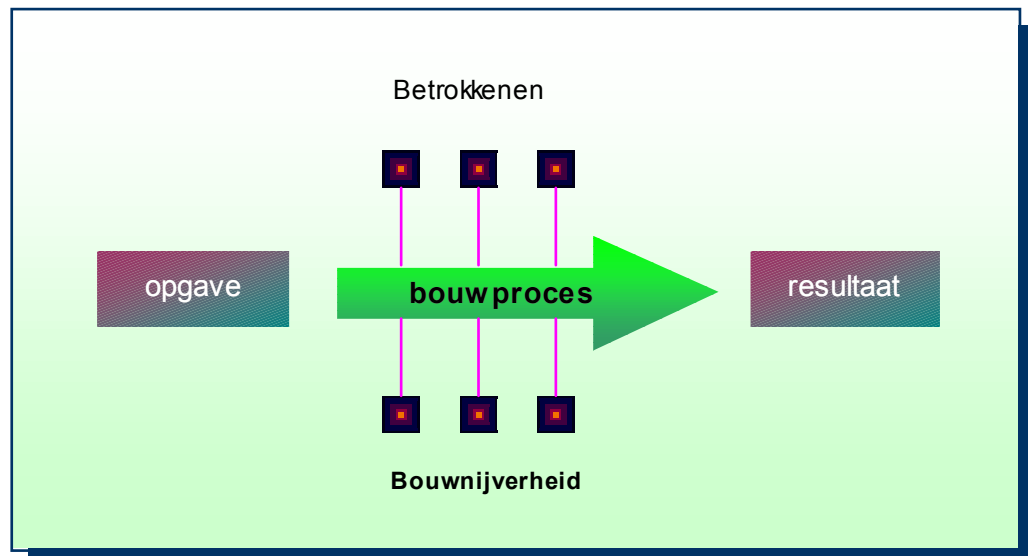 Betrokkenen
opgave
bouwproces
resultaat
Bouwnijverheid